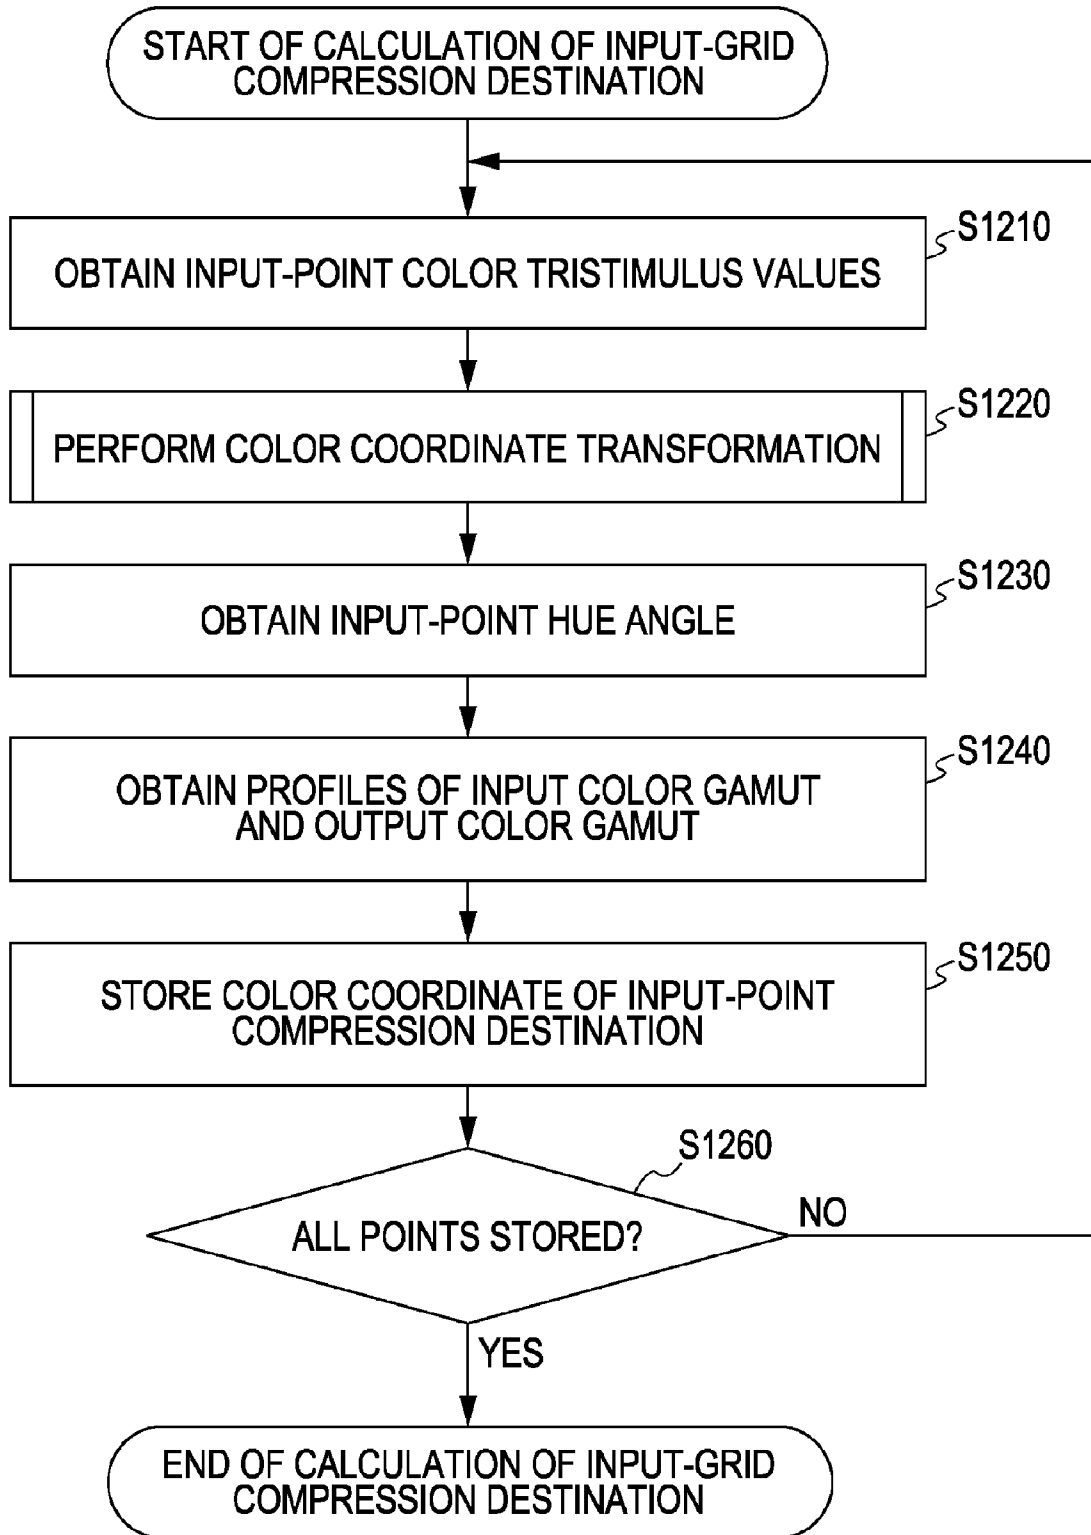 START OF CALCULATION OF INPUT-GRID
COMPRESSION DESTINATION
S1210
OBTAIN INPUT-POINT COLOR TRISTIMULUS VALUES
S1220
PERFORM COLOR COORDINATE TRANSFORMATION
S1230
OBTAIN INPUT-POINT HUE ANGLE
S1240
OBTAIN PROFILES OF INPUT COLOR GAMUT
AND OUTPUT COLOR GAMUT
S1250
STORE COLOR COORDINATE OF INPUT-POINT
COMPRESSION DESTINATION
S1260
ALL POINTS STORED?
NO
YES
END OF CALCULATION OF INPUT-GRID
COMPRESSION DESTINATION